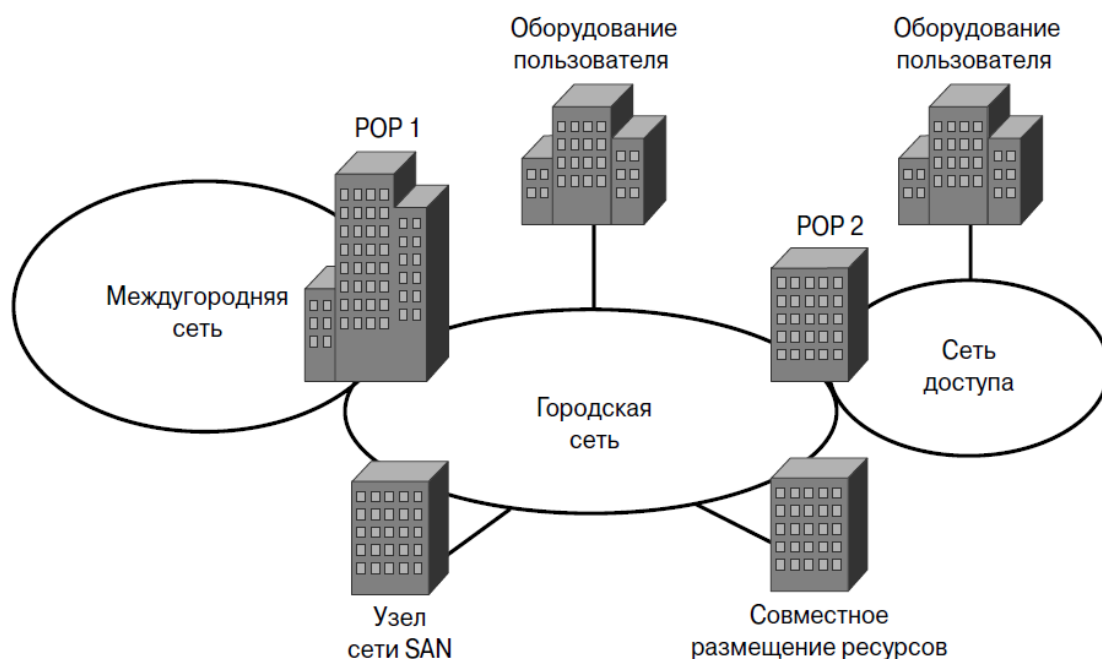 Оборудование
пользователя
Оборудование
пользователя
POP 1
POP 2
Междугородняя
сеть
Сеть
доступа
Городская
сеть
Узел
сети SAN
Совместное
размещение ресурсов